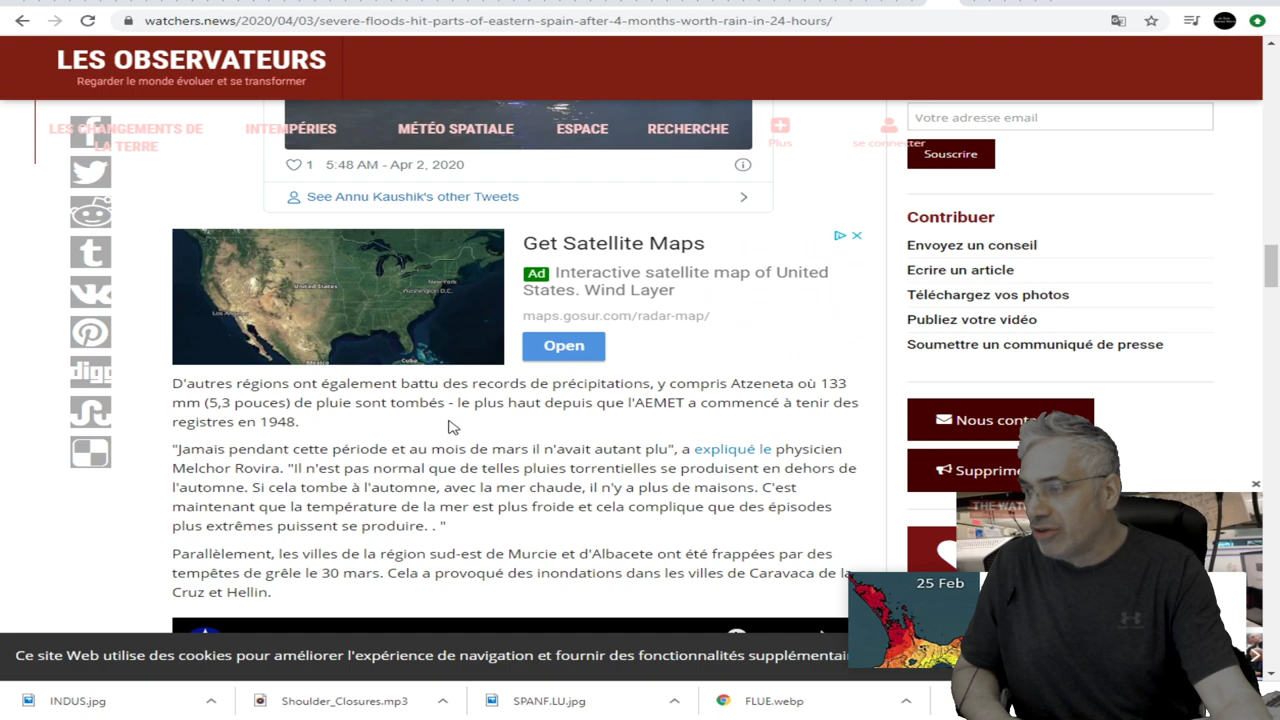 watchers.news/2020/04/03/severe-floods-hit-parts-of-eastern-spain-after-4-months-worth-rain-in-24-hours/
LES OBSERVATEURS
Regarder le monde évoluer et se transformer
LES CHANGEMENTS DE LA TERRE
INTEMPÉRIES
MÉTÉO SPATIALE
ESPACE
RECHERCHE
Plus
se connecter
1 5:48 AM - Apr 2, 2020
See Annu Kaushik's other Tweets
Get Satellite Maps
Ad Interactive satellite map of United
States. Wind Layer
maps.gosur.com/radar-map/
Open
D'autres régions ont également battu des records de précipitations, y compris Atzeneta où 133
mm (5,3 pouces) de pluie sont tombés - le plus haut depuis que l'AEMET a commencé à tenir des
registres en 1948.
"Jamais pendant cette période et au mois de mars il n'avait autant plu", a expliqué le physicien
Melchor Rovira. "Il n'est pas normal que de telles pluies torrentielles se produisent en dehors de
l'automne. Si cela tombe à l'automne, avec la mer chaude, il n'y a plus de maisons. C'est
maintenant que la température de la mer est plus froide et cela complique que des épisodes
plus extrêmes puissent se produire. . "
Parallèlement, les villes de la région sud-est de Murcie et d'Albacete ont été frappées par des
tempêtes de grêle le 30 mars. Cela a provoqué des inondations dans les villes de Caravaca de la
Cruz et Hellin.
Votre adresse email
Souscrire
Contribuer
Envoyez un conseil
Ecrire un article
Téléchargez vos photos
Publiez votre vidéo
Soumettre un communiqué de presse
Nous
Supprime
25 Feb
Ce site Web utilise des cookies pour améliorer l'expérience de navigation et fournir des fonctionnalités
digg
INDUS.jpg
Shoulder_Closures.mp3
SPANF.LU.jpg
FLUE.webp